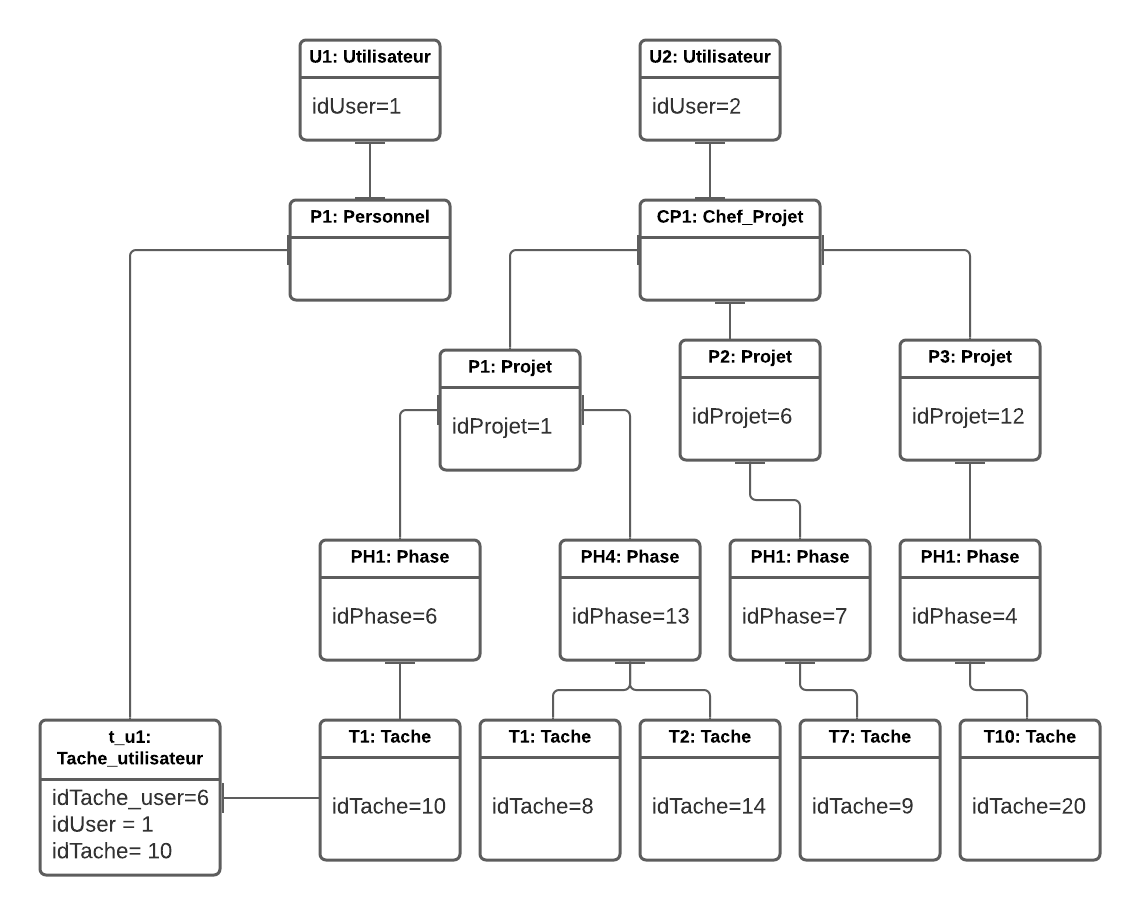 U1: Utilisateur
idUser=1
U2: Utilisateur
idUser=2
P1: Personnel
CP1: Chef_Projet
P1: Projet
idProjet=1
P2: Projet
idProjet=6
P3: Projet
idProjet=12
PH1: Phase
idPhase=6
PH4: Phase
idPhase=13
PH1: Phase
idPhase=7
PH1: Phase
idPhase=4
t_u1:
Tache_utilisateur
idTache_user=6
idUser = 1
idTache= 10
T1: Tache
idTache=10
T1: Tache
idTache=8
T2: Tache
idTache=14
T7: Tache
idTache=9
T10: Tache
idTache=20